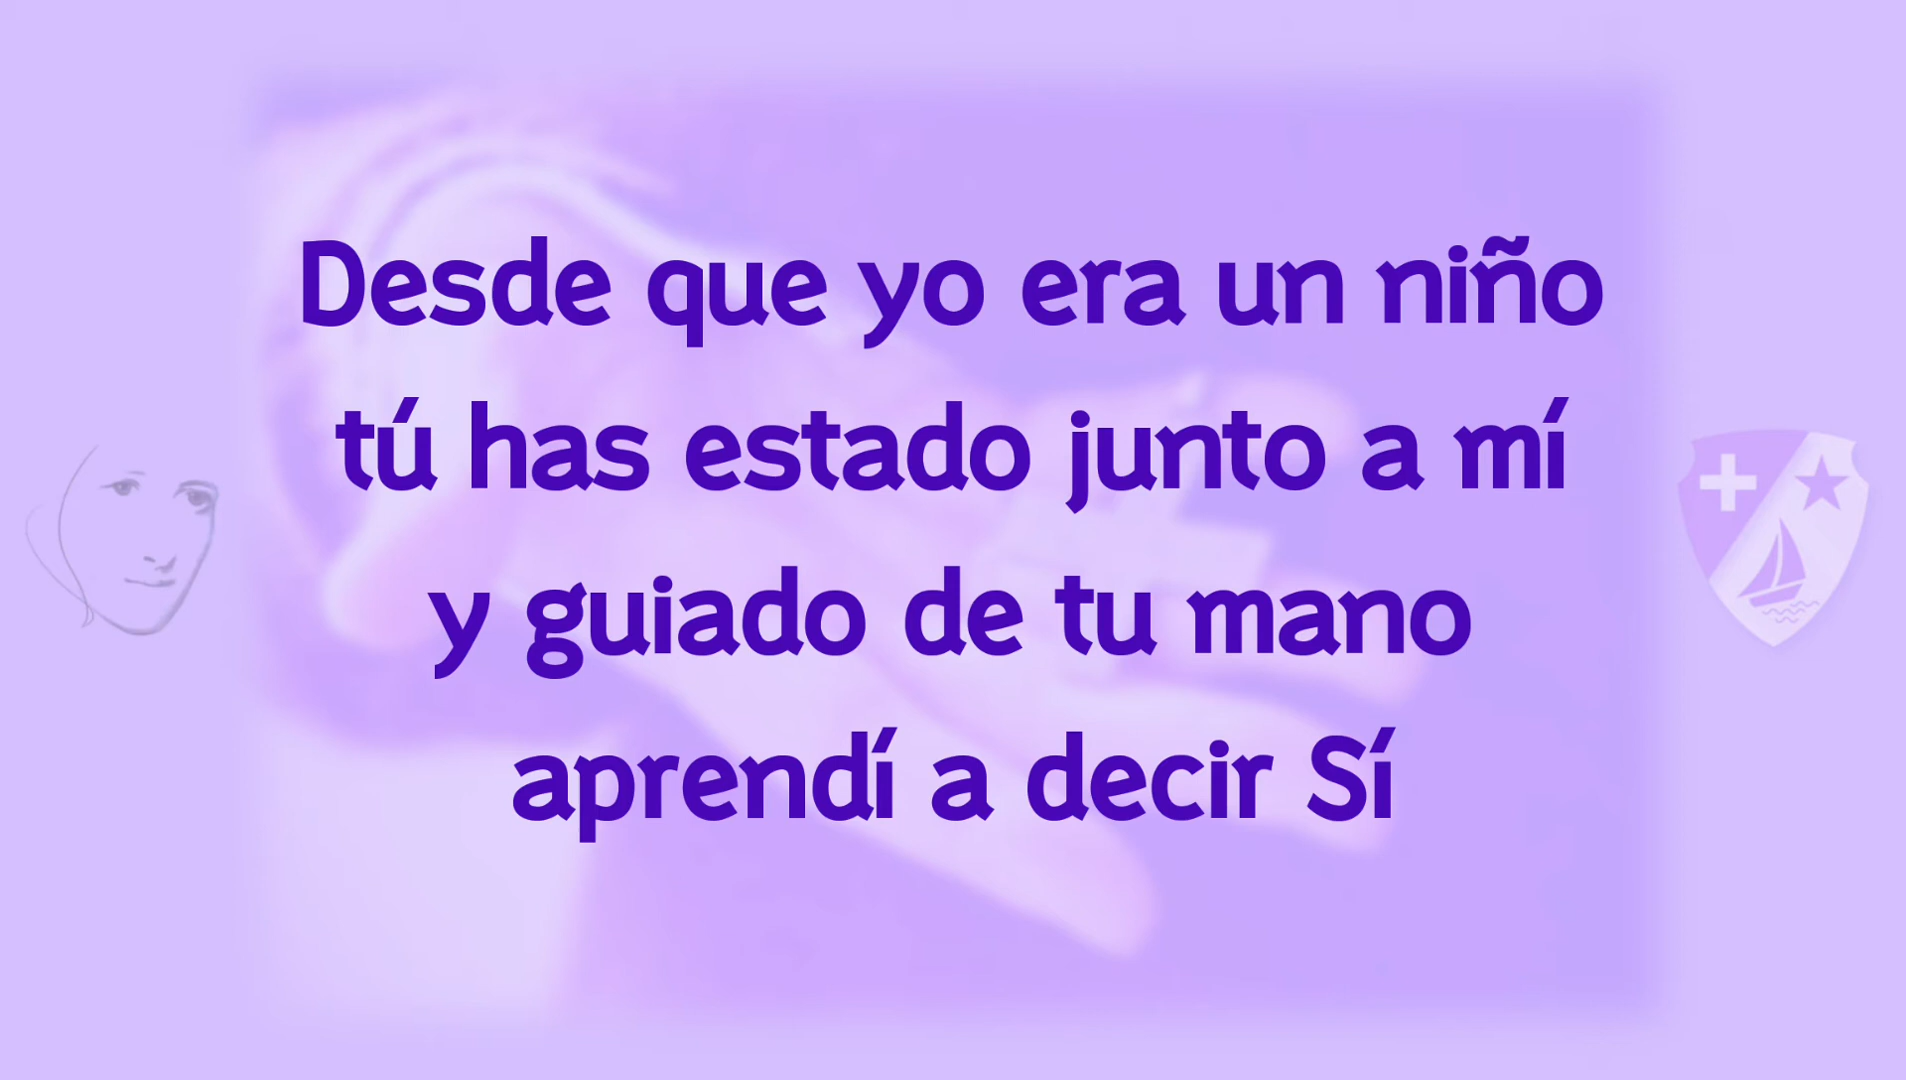 Desde que yo era un niño
tú has estado junto a mí
y guiado de tu mano
aprendí a decir Sí